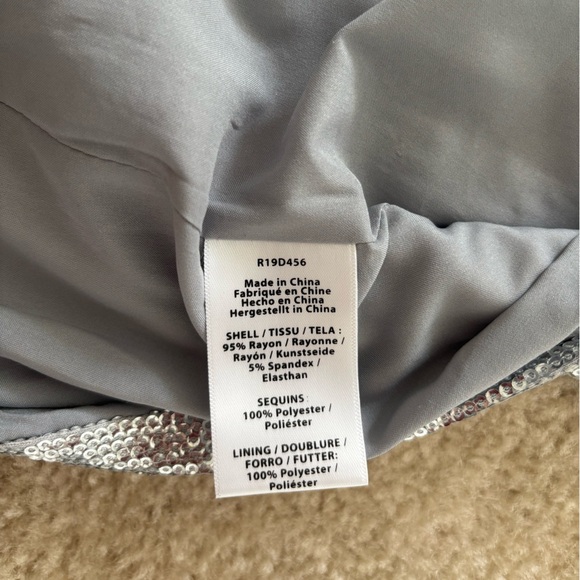 R19D456
Made in China
Fabriqué en Chine
Hecho en China
Hergestellt in China
SHELL / TISSU / TELA :
95% Rayon / Rayonne /
Rayón / Kunstseide
5% Spandex /
Elasthan
SEQUINS:
100% Polyester /
Poliéster
LINING / DOUBLURE /
FORRO / FUTTER:
100% Polyester /
Poliéster